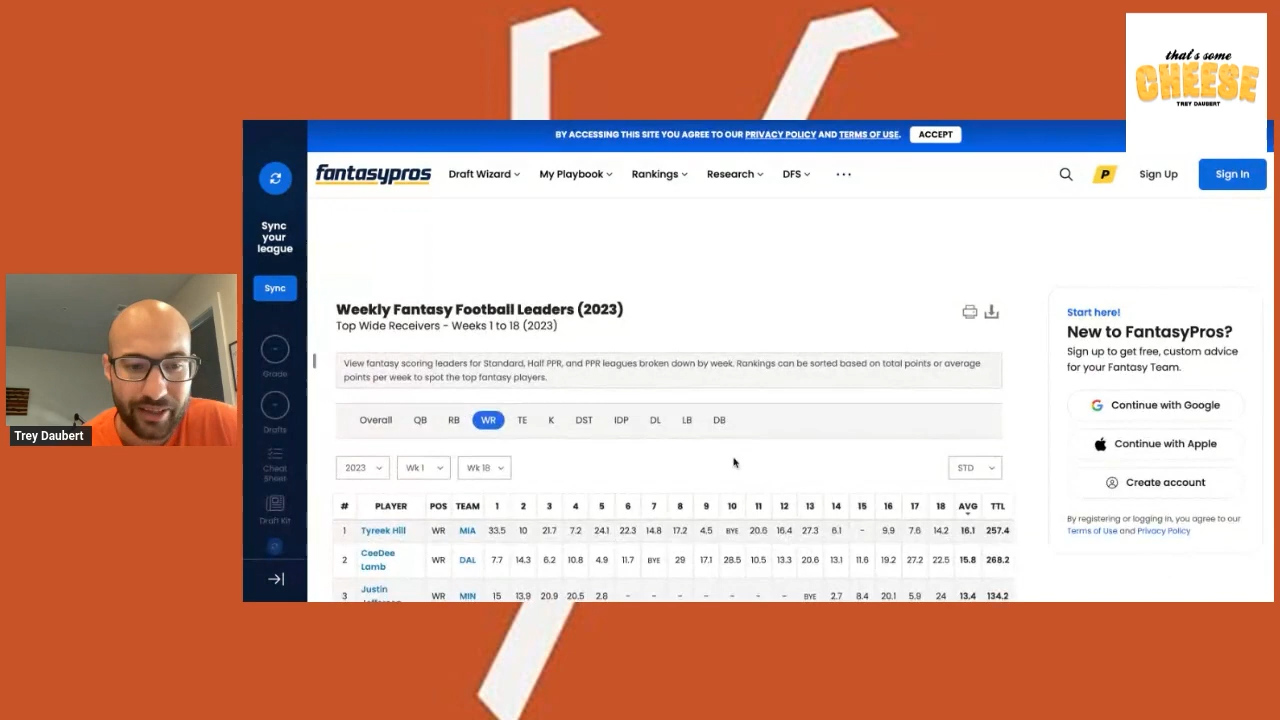 that's some
CHEESE
TREY DAUBERT
BY ACCESSING THIS SITE YOU AGREE TO OUR PRIVACY POLICY AND TERMS OF USE. ACCEPT
fantasypros Draft Wizard My Playbook Rankings Research DFS ... P Sign Up Sign In
Sync
your
league
Sync
Grade
Drafts
Cheat
Sheet
Draft Kit
Weekly Fantasy Football Leaders (2023)
Top Wide Receivers - Weeks 1 to 18 (2023)
View fantasy scoring leaders for Standard, Half PPR, and PPR leagues broken down by week. Rankings can be sorted based on total points or average
points per week to spot the top fantasy players.
Overall QB RB WR TE K DST IDP DL LB DB
2023 Wk 1 Wk 18 STD
# PLAYER POS TEAM 1 2 3 4 5 6 7 8 9 10 11 12 13 14 15 16 17 18 AVG TTL
1 Tyreek Hill WR MIA 33.5 10 21.7 7.2 24.1 22.3 14.8 17.2 4.5 BYE 20.6 16.4 27.3 6.1 - 9.9 7.6 14.2 16.1 257.4
2 CeeDee Lamb WR DAL 7.7 14.3 6.2 10.8 4.9 11.7 BYE 29 17.1 28.5 10.5 13.3 20.6 13.1 11.6 19.2 27.2 22.5 15.8 268.2
3 Justin WR MIN 15 13.9 20.9 20.5 2.8 - - - - - - - BYE 2.7 8.4 20.1 5.9 24 13.4 134.2
Start here!
New to FantasyPros?
Sign up to get free, custom advice
for your Fantasy Team.
Continue with Google
Continue with Apple
Create account
By registering or logging in, you agree to our
Terms of Use and Privacy Policy
Trey Daubert